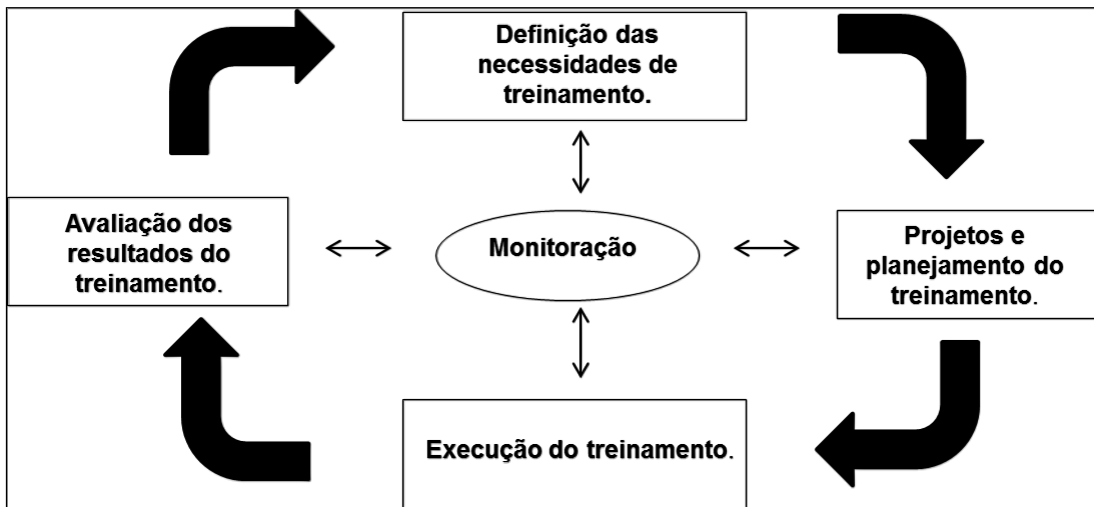 Definição das
necessidades de
treinamento.
Avaliação dos
resultados do
treinamento.
Monitoração
Projetos e
planejamento do
treinamento.
Execução do treinamento.